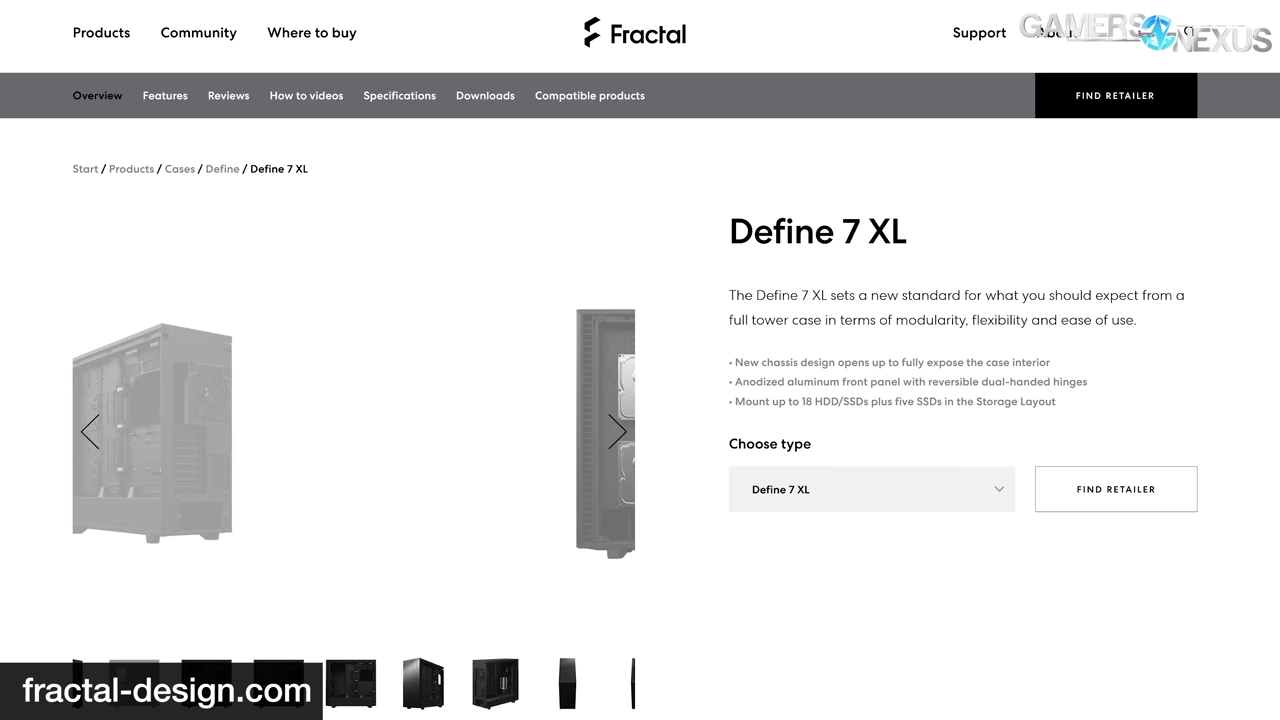 Products Community Where to buy Fractal Support
GAMERS NEXUS
Overview Features Reviews How to videos Specifications Downloads Compatible products FIND RETAILER
Start / Products / Cases / Define / Define 7 XL
Define 7 XL
The Define 7 XL sets a new standard for what you should expect from a
full tower case in terms of modularity, flexibility and ease of use.
• New chassis design opens up to fully expose the case interior
• Anodized aluminum front panel with reversible dual-handed hinges
• Mount up to 18 HDD/SSDs plus five SSDs in the Storage Layout
Choose type
Define 7 XL FIND RETAILER
fractal-design.com